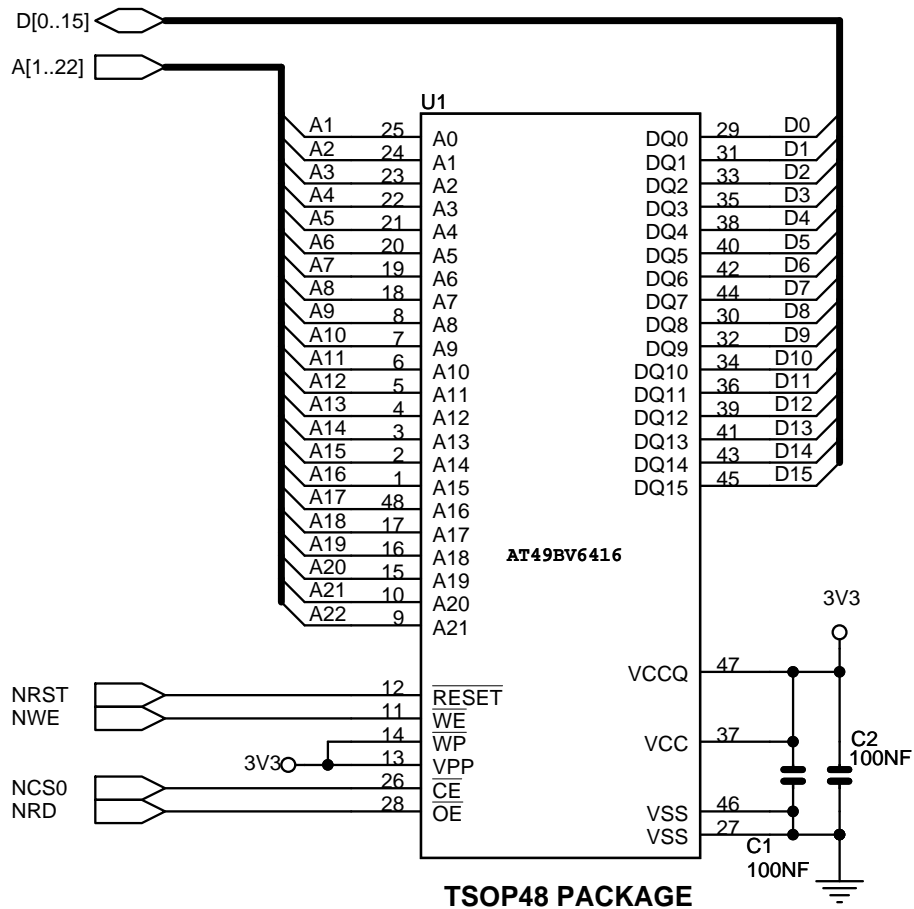 D[0..15]
A[1..22]
U1
A1 25 A0 DQ0 29 D0
A2 24 A1 DQ1 31 D1
A3 23 A2 DQ2 33 D2
A4 22 A3 DQ3 35 D3
A5 21 A4 DQ4 38 D4
A6 20 A5 DQ5 40 D5
A7 19 A6 DQ6 42 D6
A8 18 A7 DQ7 44 D7
A9 8 A8 DQ8 30 D8
A10 7 A9 DQ9 32 D9
A11 6 A10 DQ10 34 D10
A12 5 A11 DQ11 36 D11
A13 4 A12 DQ12 39 D12
A14 3 A13 DQ13 41 D13
A15 2 A14 DQ14 43 D14
A16 1 A15 DQ15 45 D15
A17 48 A16
A18 17 A17
A19 16 A18
AT49BV6416
A20 15 A19
A21 10 A20
A22 9 A21
3V3
VCCQ 47
NRST 12 RESET
NWE 11 WE
14 WP VCC 37
3V3 13 VPP
C2
100NF
NCS0 26 CE
NRD 28 OE
VSS 46
VSS 27
C1
100NF
TSOP48 PACKAGE